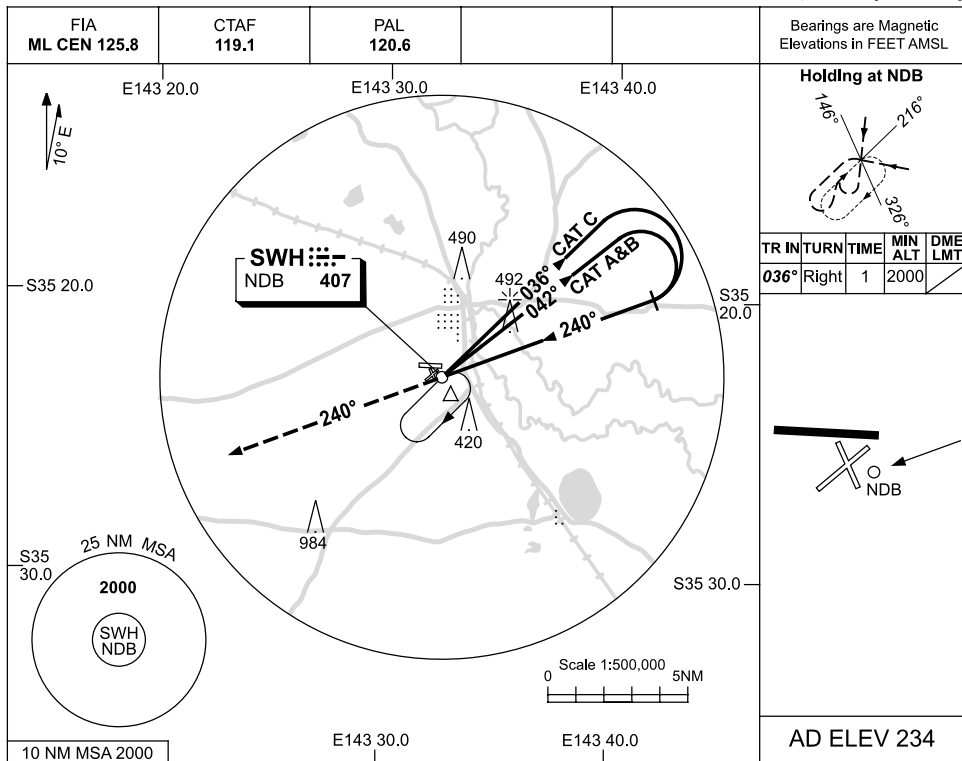 FIA
ML CEN 125.8
CTAF
119.1
PAL
120.6
Bearings are Magnetic
Elevations in FEET AMSL
E143 20.0
E143 30.0
E143 40.0
10° E
Holding at NDB
146°
216°
326°
TR IN TURN TIME MIN ALT DME LMT
036° Right 1 2000
SWH
NDB 407
490
492
036° CAT C
042° CAT A&B
240°
S35 20.0
S35
20.0
240°
420
984
NDB
S35
30.0
S35 30.0
25 NM MSA
2000
SWH
NDB
Scale 1:500,000
0 5NM
E143 30.0
E143 40.0
10 NM MSA 2000
AD ELEV 234